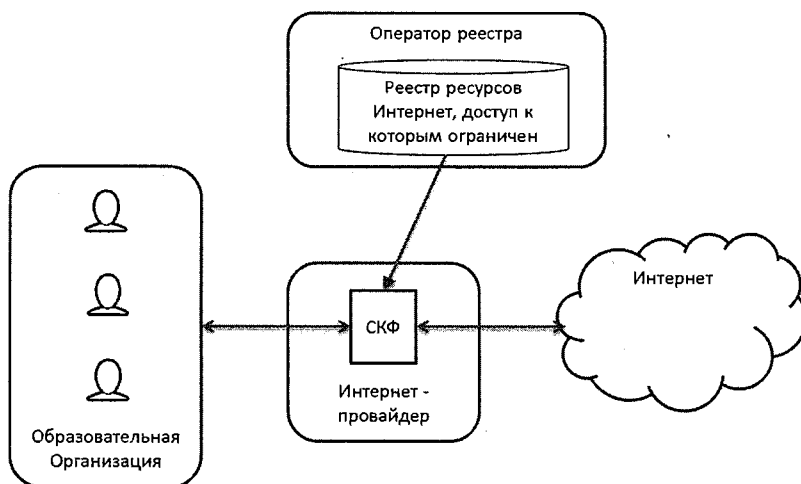 Оператор реестра
Реестр ресурсов
Интернет, доступ к
которым ограничен
Интернет
СКФ
Интернет -
провайдер
Образовательная
Организация